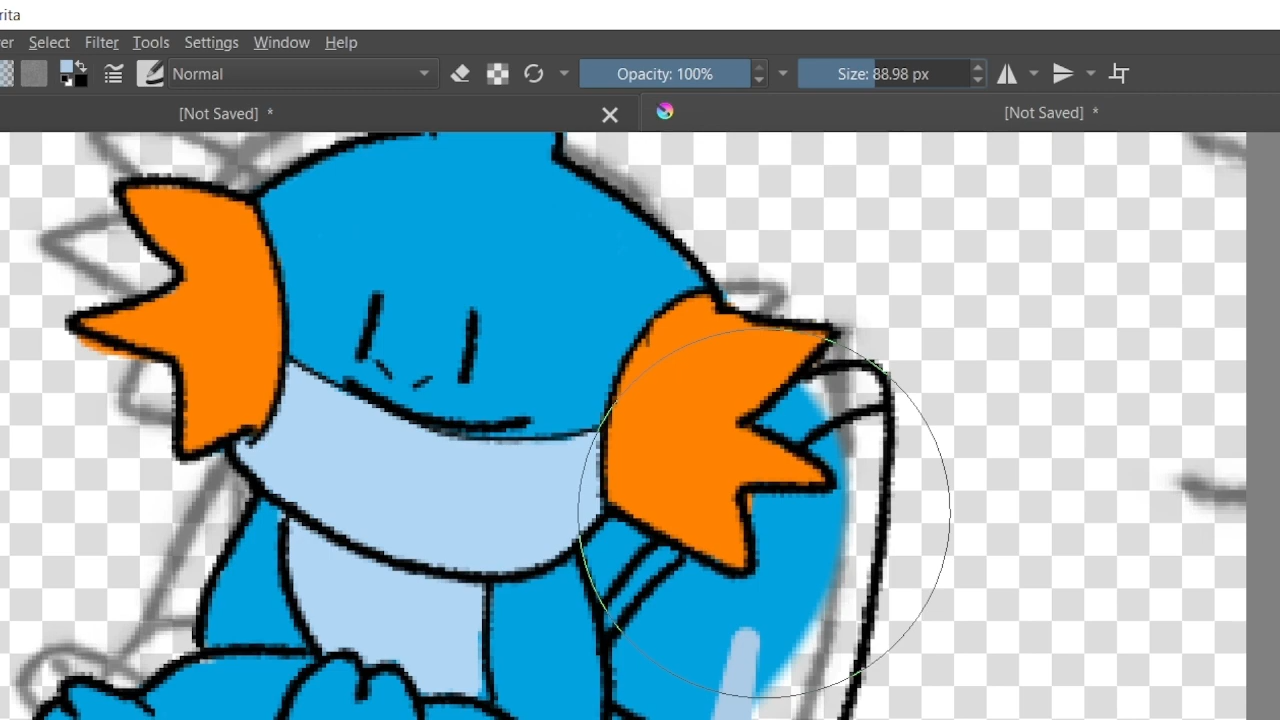 rita
er Select Filter Tools Settings Window Help
Normal Opacity: 100% Size: 88.98 px
[Not Saved] * [Not Saved] *